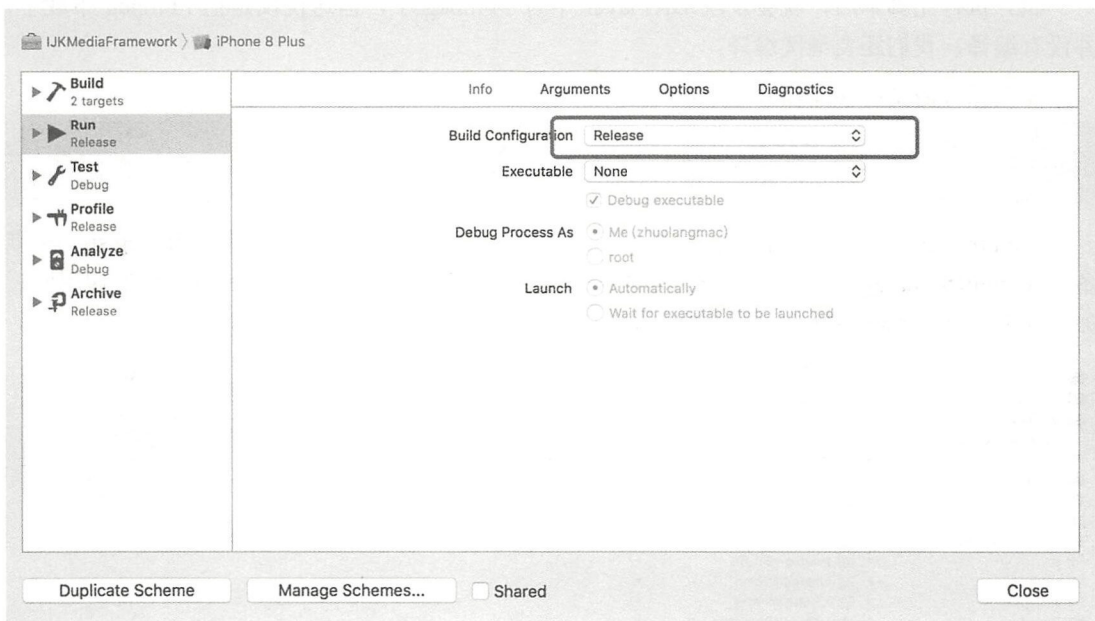 IJKMediaFramework 〉 iPhone 8 Plus
Build
2 targets
Run
Release
Test
Debug
Profile
Release
Analyze
Debug
Archive
Release
Info Arguments Options Diagnostics
Build Configuration Release
Executable None
Debug executable
Debug Process As Me (zhuolangmac)
root
Launch Automatically
Wait for executable to be launched
Duplicate Scheme Manage Schemes... Shared Close